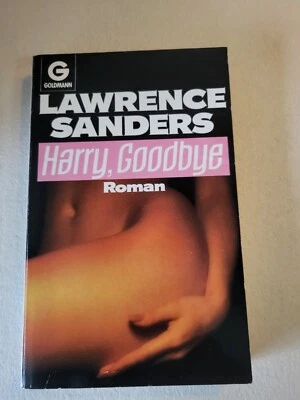 G
GOLDMANN
LAWRENCE
SANDERS
Harry, Goodbye
Roman